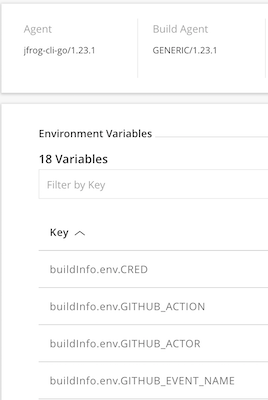 Agent
Build Agent
jfrog-cli-go/1.23.1
GENERIC/1.23.1
Environment Variables
18 Variables
Filter by Key
Key
buildInfo.env.CRED
buildInfo.env.GITHUB_ACTION
buildInfo.env.GITHUB_ACTOR
buildInfo.env.GITHUB_EVENT_NAME